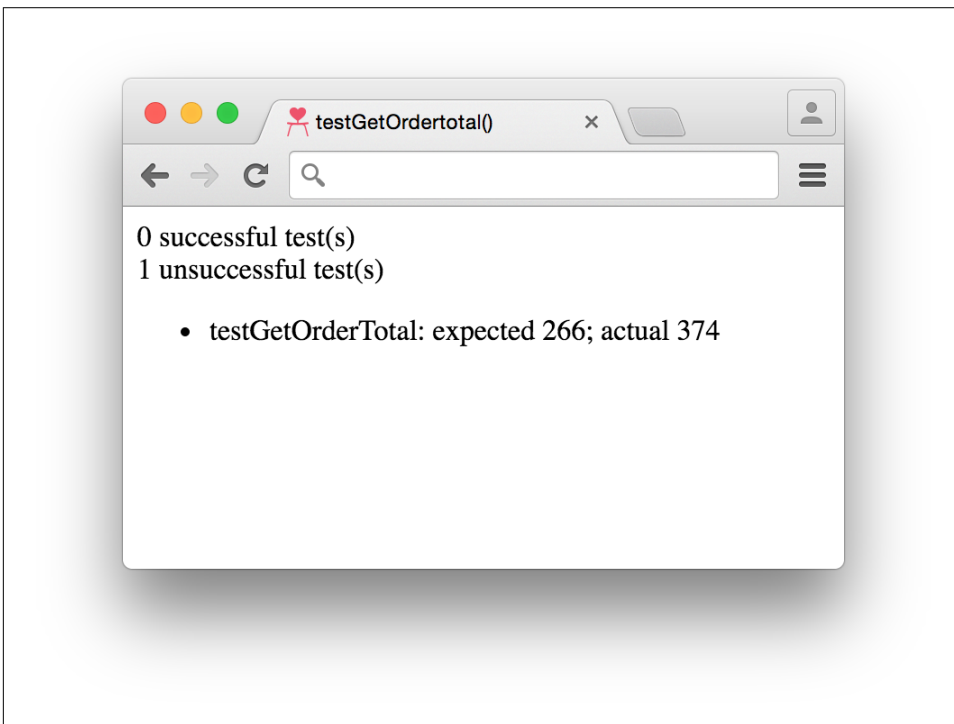 testGetOrdertotal()
0 successful test(s)
1 unsuccessful test(s)
• testGetOrderTotal: expected 266; actual 374